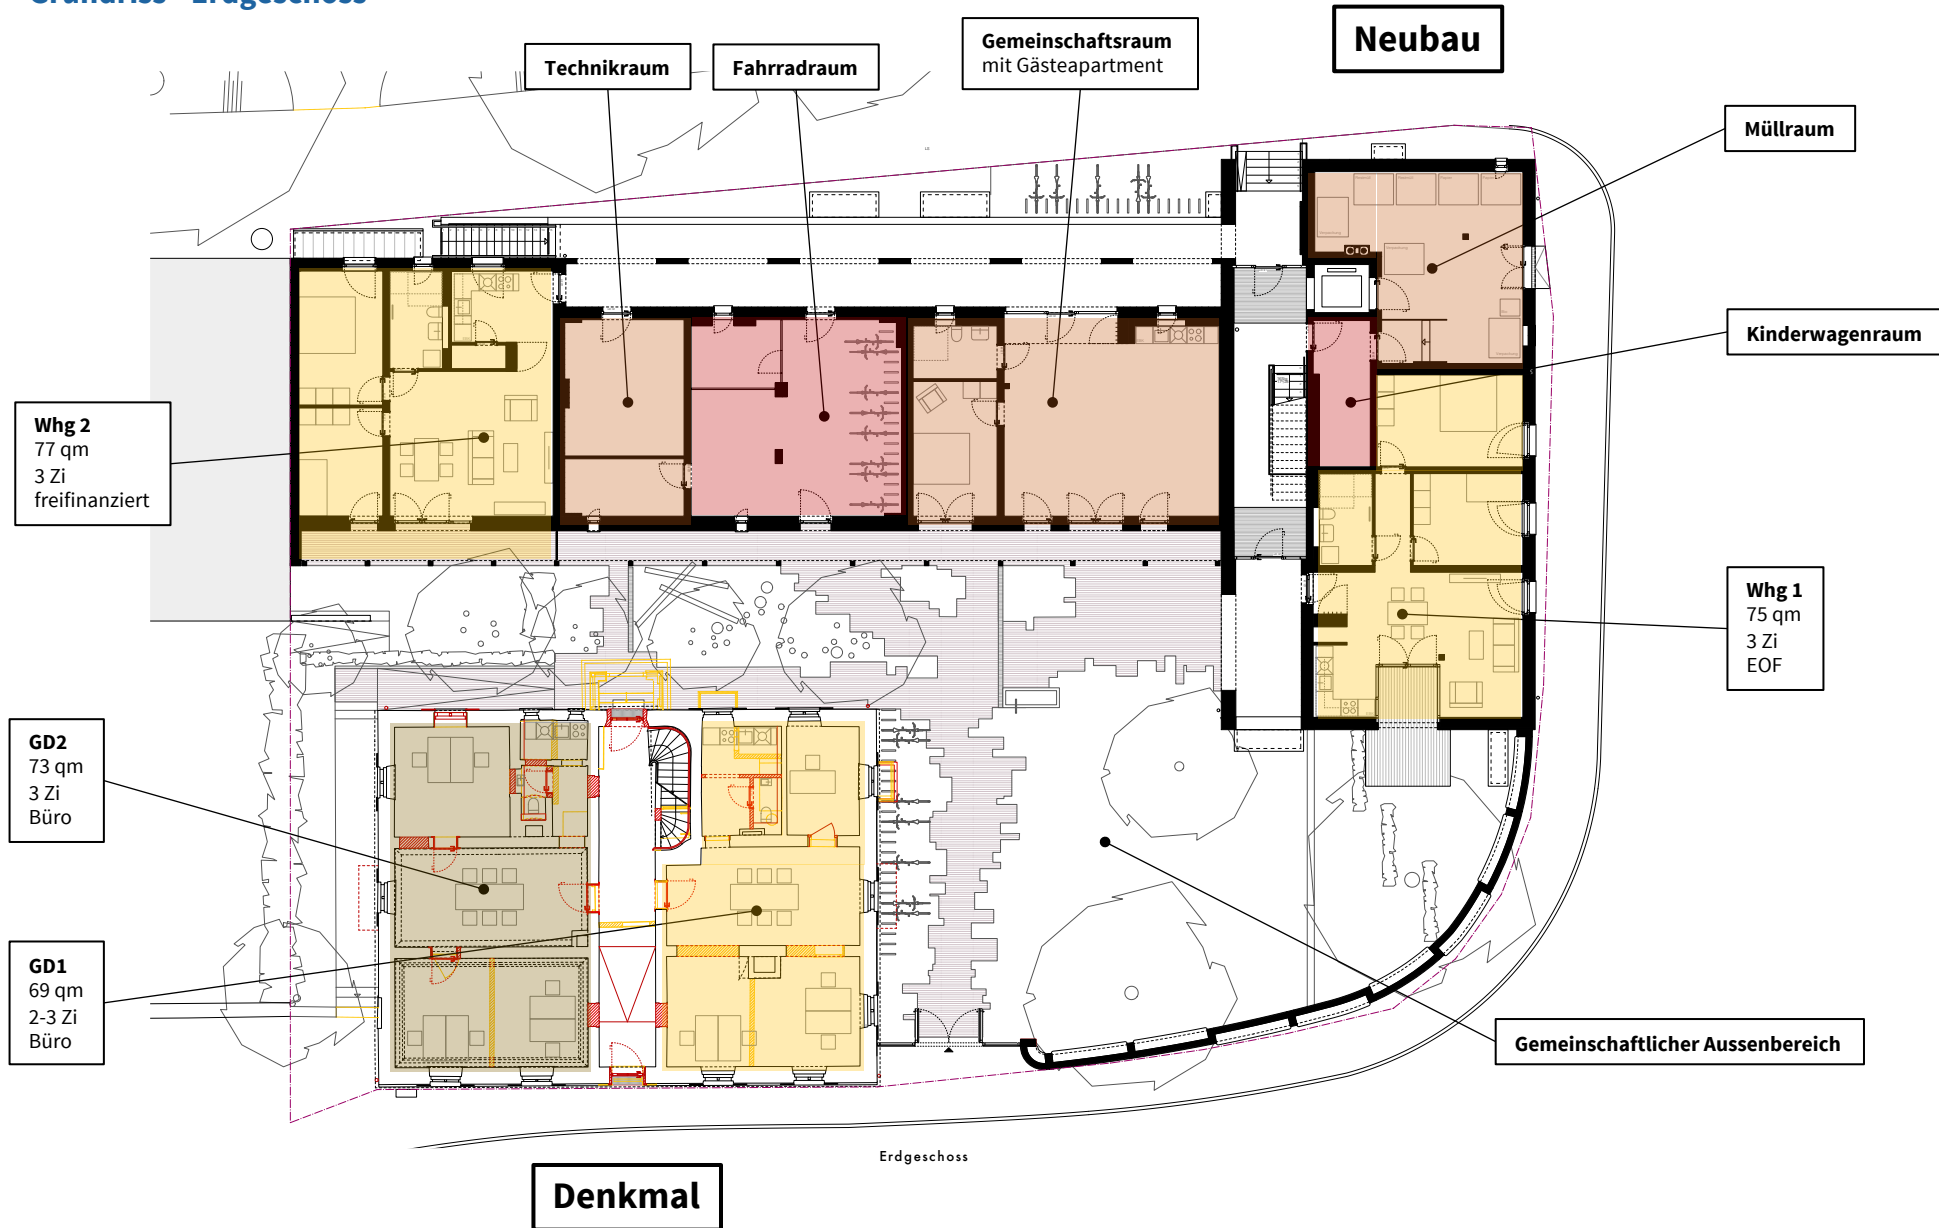 Grundriss - Erdgeschoss
Neubau
Technikraum
Fahrradraum
Gemeinschaftsraum
mit Gästeapartment
Müllraum
Kinderwagenraum
Whg 2
77 qm
3 Zi
freifinanziert
Whg 1
75 qm
3 Zi
EOF
GD2
73 qm
3 Zi
Büro
GD1
69 qm
2-3 Zi
Büro
Gemeinschaftlicher Aussenbereich
Erdgeschoss
Denkmal